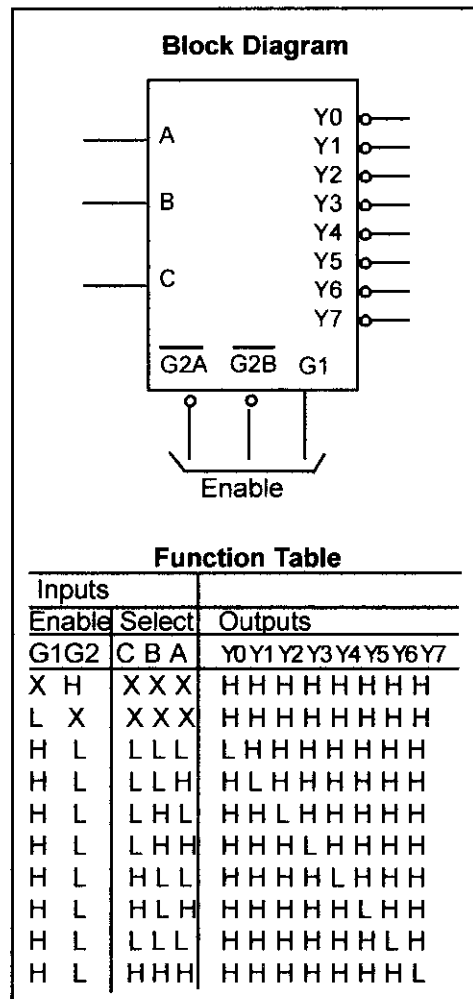 Block Diagram
A
B
C
Y0
Y1
Y2
Y3
Y4
Y5
Y6
Y7
G2A G2B G1
Enable
Function Table
Inputs
Enable Select Outputs
G1 G2 C B A Y0 Y1 Y2 Y3 Y4 Y5 Y6 Y7
X H X X X H H H H H H H H
L X X X X H H H H H H H H
H L L L L L H H H H H H H
H L L L H H L H H H H H H
H L L H L H H L H H H H H
H L L H H H H H L H H H H
H L H L L H H H H L H H H
H L H L H H H H H H L H H
H L L L L H H H H H H L H
H L H H H H H H H H H H L